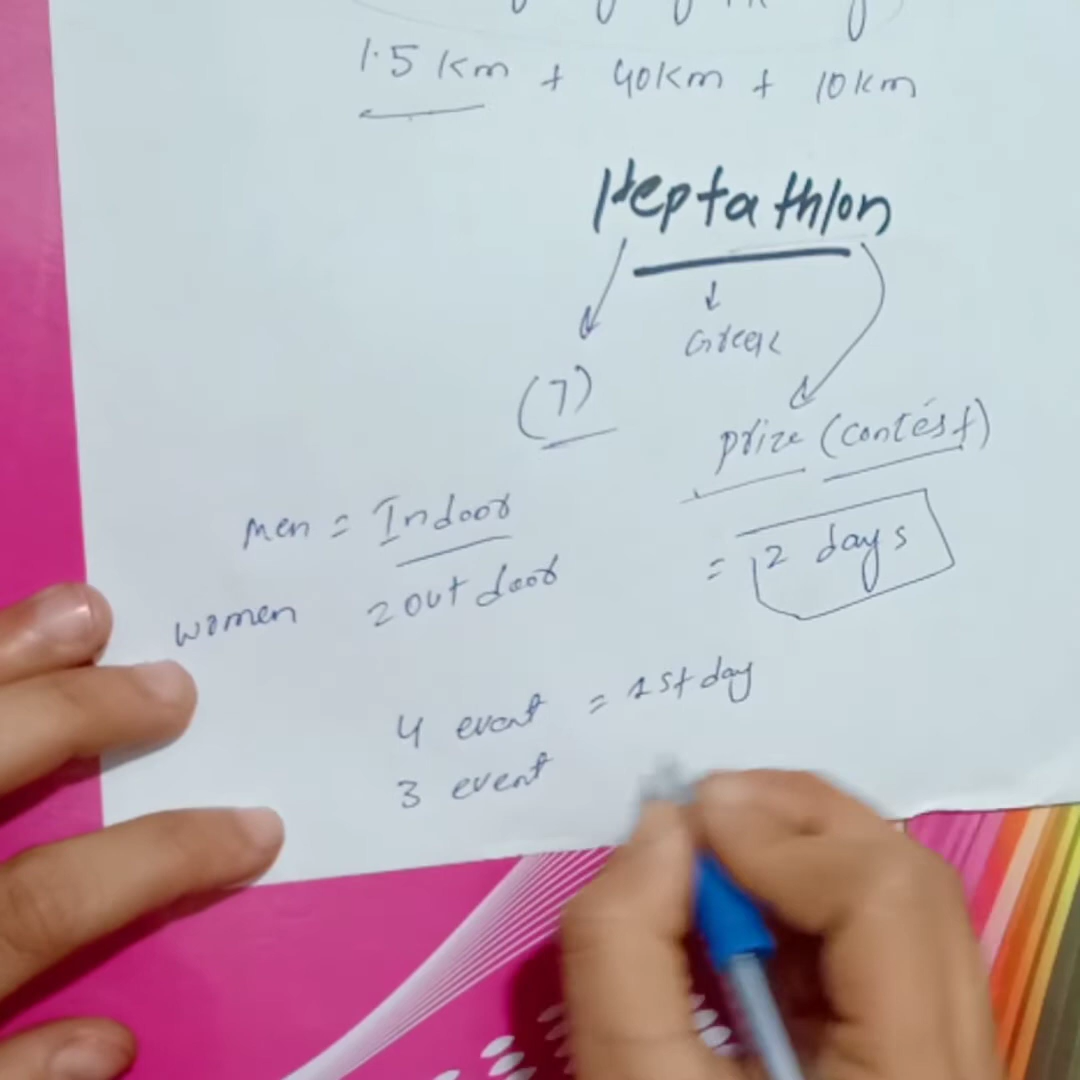 1.5 km + 40km + 10km
Heptathlon
Greek
(7)
prize (contest)
men = Indoor
= 2 days
women 2 outdoor
4 event = 1st day
3 event